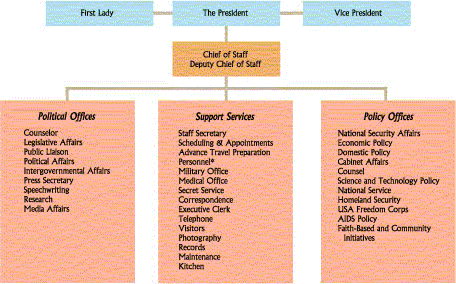 First Lady
The President
Vice President
Chief of Staff
Deputy Chief of Staff
Political Offices
Counselor
Legislative Affairs
Public Liaison
Political Affairs
Intergovernmental Affairs
Press Secretary
Speechwriting
Research
Media Affairs
Support Services
Staff Secretary
Scheduling & Appointments
Advance Travel Preparation
Personnel*
Military Office
Medical Office
Secret Service
Correspondence
Executive Clerk
Telephone
Visitors
Photography
Records
Maintenance
Kitchen
Policy Offices
National Security Affairs
Economic Policy
Domestic Policy
Cabinet Affairs
Counsel
Science and Technology Policy
National Service
Homeland Security
USA Freedom Corps
AIDS Policy
Faith-Based and Community
Initiatives